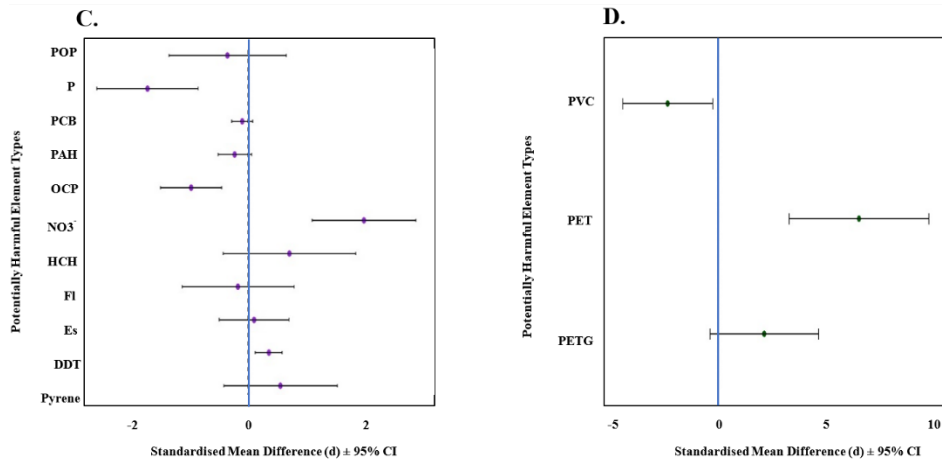 C.
Potentially Harmful Element Types
POP
P
PCB
PAH
OCP
NO3⁻
HCH
Fl
Es
DDT
Pyrene
-2
0
2
Standardised Mean Difference (d) ± 95% CI
D.
Potentially Harmful Element Types
PVC
PET
PETG
-5
0
5
10
Standardised Mean Difference (d) ± 95% CI